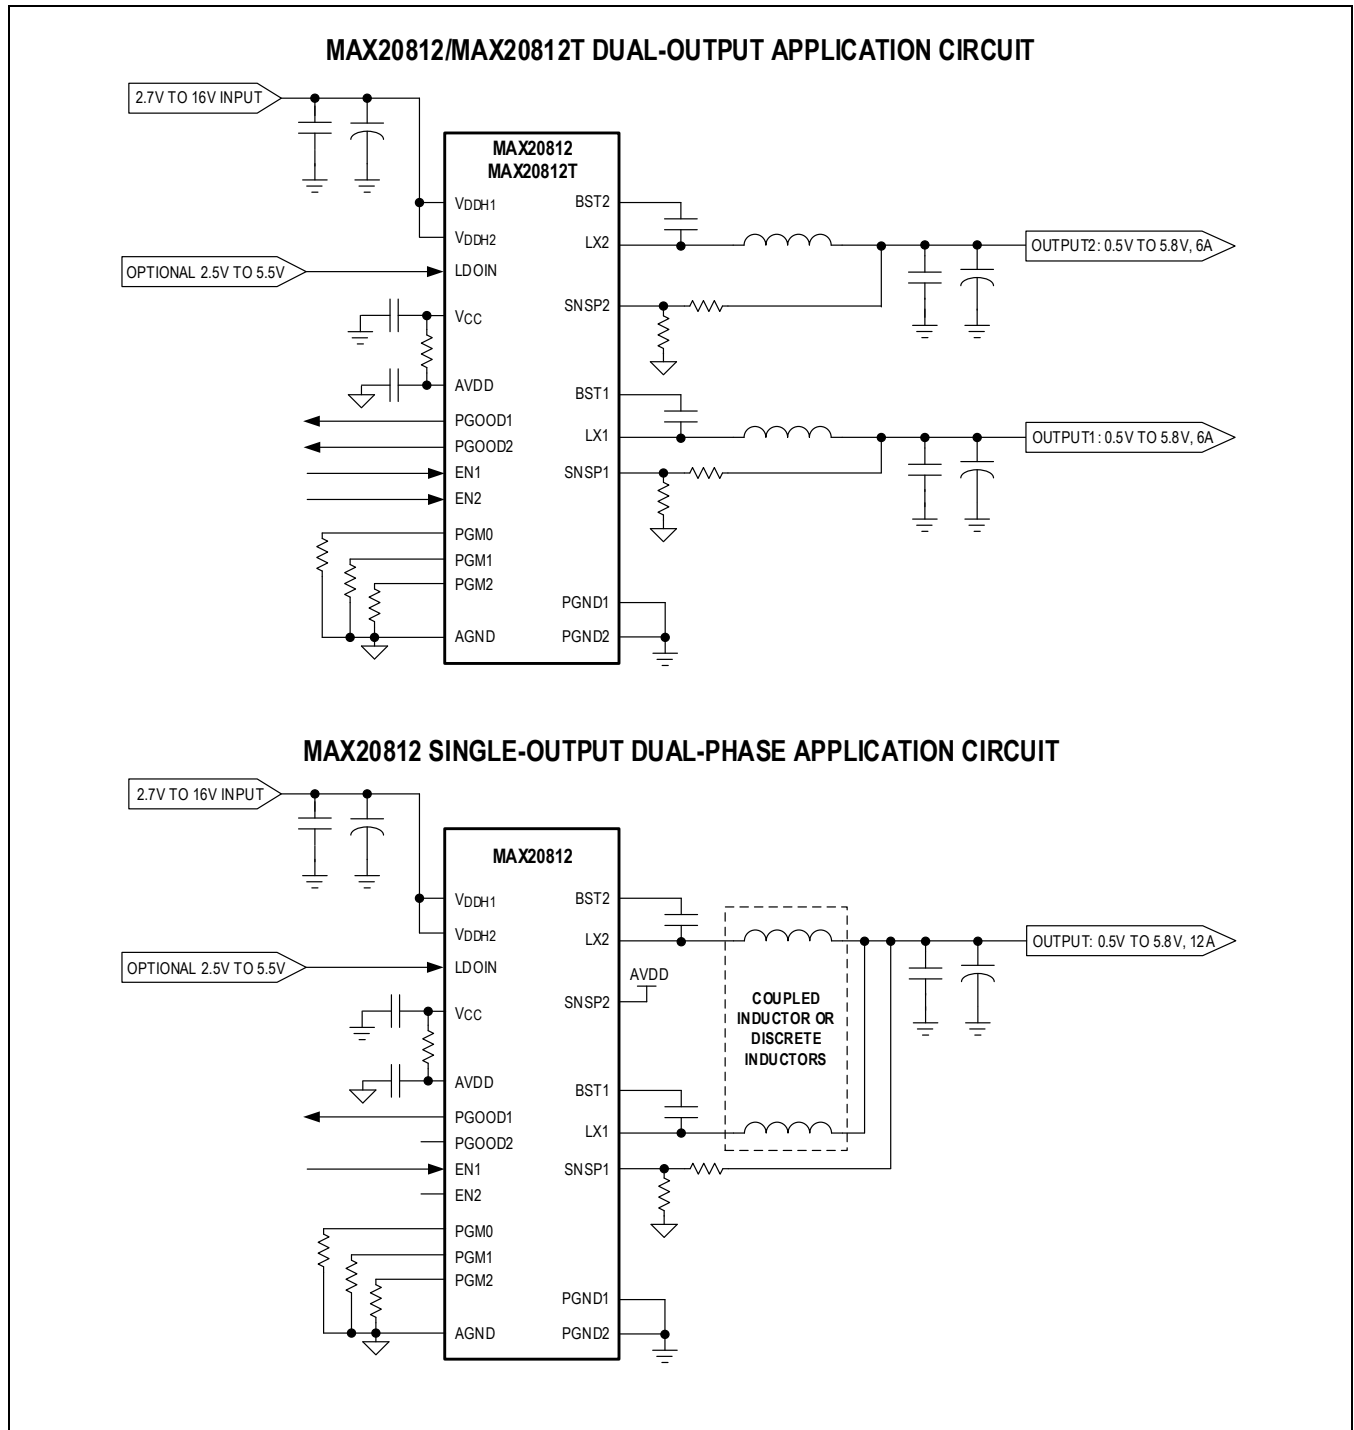 MAX20812/MAX20812T DUAL-OUTPUT APPLICATION CIRCUIT
2.7V TO 16V INPUT
MAX20812
MAX20812T
VDDH1
VDDH2
OPTIONAL 2.5V TO 5.5V
LDOIN
VCC
AVDD
PGOOD1
PGOOD2
EN1
EN2
PGM0
PGM1
PGM2
AGND
BST2
LX2
SNSP2
BST1
LX1
SNSP1
PGND1
PGND2
OUTPUT2: 0.5V TO 5.8V, 6A
OUTPUT1: 0.5V TO 5.8V, 6A
MAX20812 SINGLE-OUTPUT DUAL-PHASE APPLICATION CIRCUIT
2.7V TO 16V INPUT
MAX20812
VDDH1
VDDH2
OPTIONAL 2.5V TO 5.5V
LDOIN
VCC
AVDD
PGOOD1
PGOOD2
EN1
EN2
PGM0
PGM1
PGM2
AGND
BST2
LX2
SNSP2
AVDD
BST1
LX1
SNSP1
PGND1
PGND2
COUPLED
INDUCTOR OR
DISCRETE
INDUCTORS
OUTPUT: 0.5V TO 5.8V, 12A